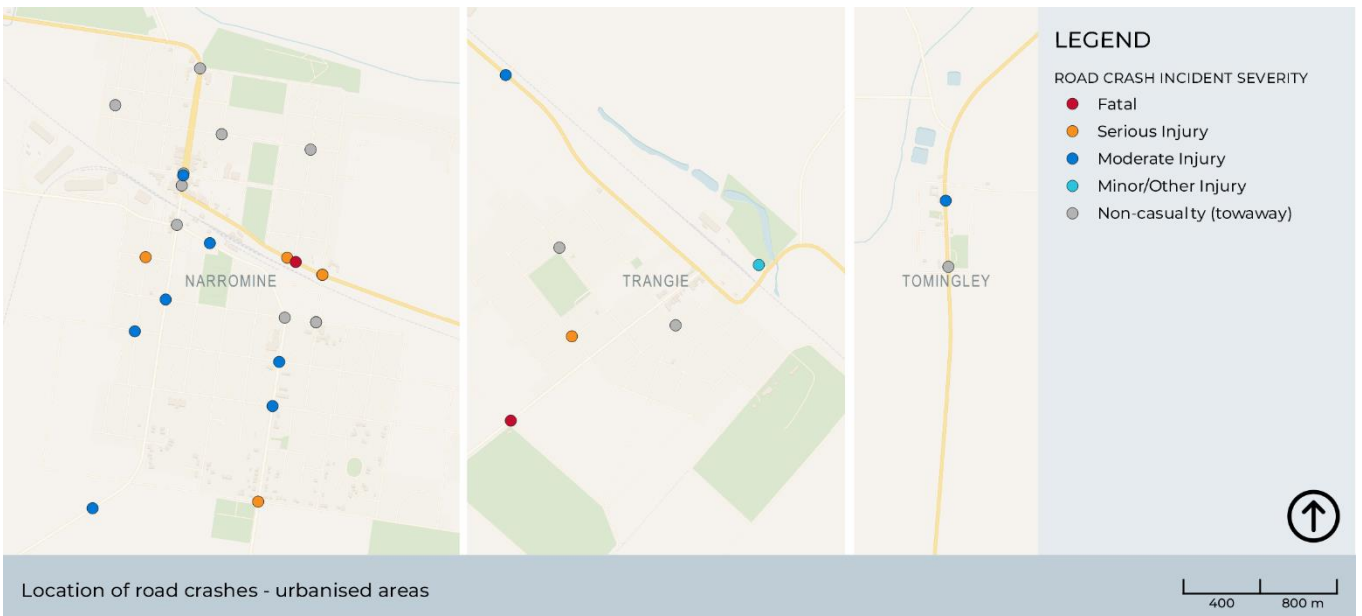 NARROMINE
TRANGIE
TOMINGLEY
LEGEND
ROAD CRASH INCIDENT SEVERITY
Fatal
Serious Injury
Moderate Injury
Minor/Other Injury
Non-casualty (towaway)
Location of road crashes - urbanised areas
400 800 m